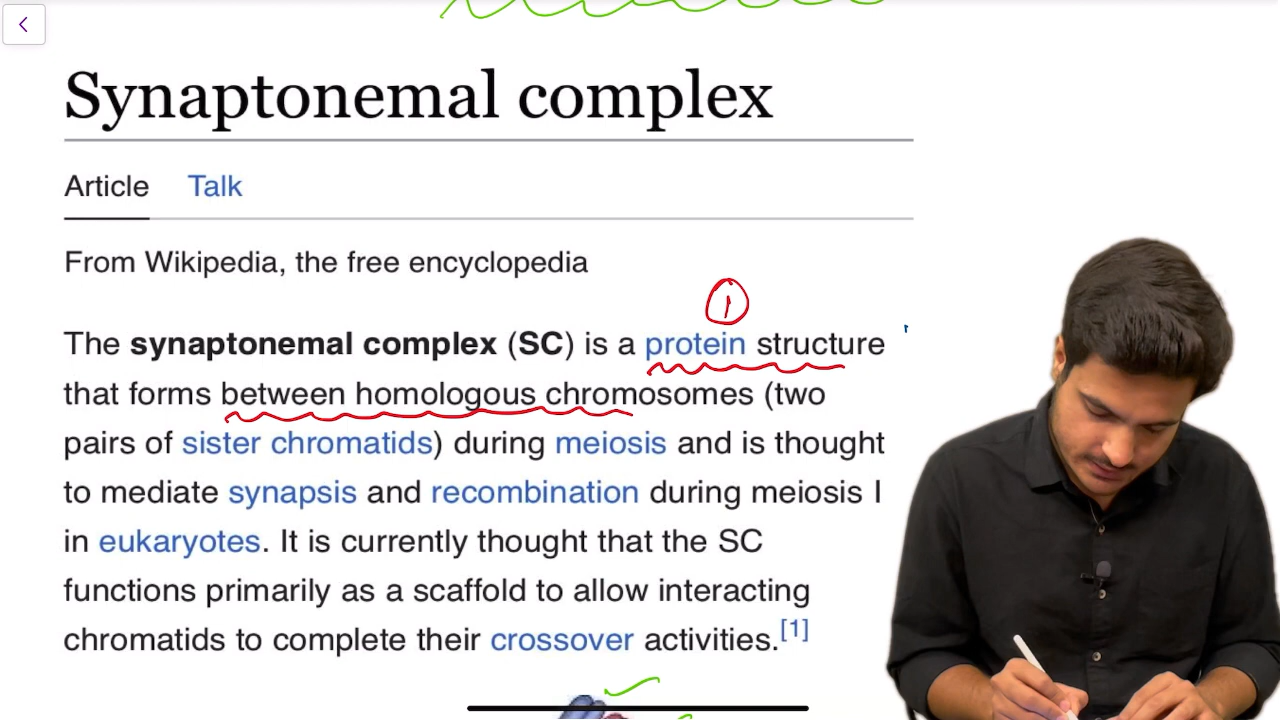 Synaptonemal complex
Article Talk
From Wikipedia, the free encyclopedia
1
The synaptonemal complex (SC) is a protein structure
that forms between homologous chromosomes (two
pairs of sister chromatids) during meiosis and is thought
to mediate synapsis and recombination during meiosis I
in eukaryotes. It is currently thought that the SC
functions primarily as a scaffold to allow interacting
chromatids to complete their crossover activities.[1]